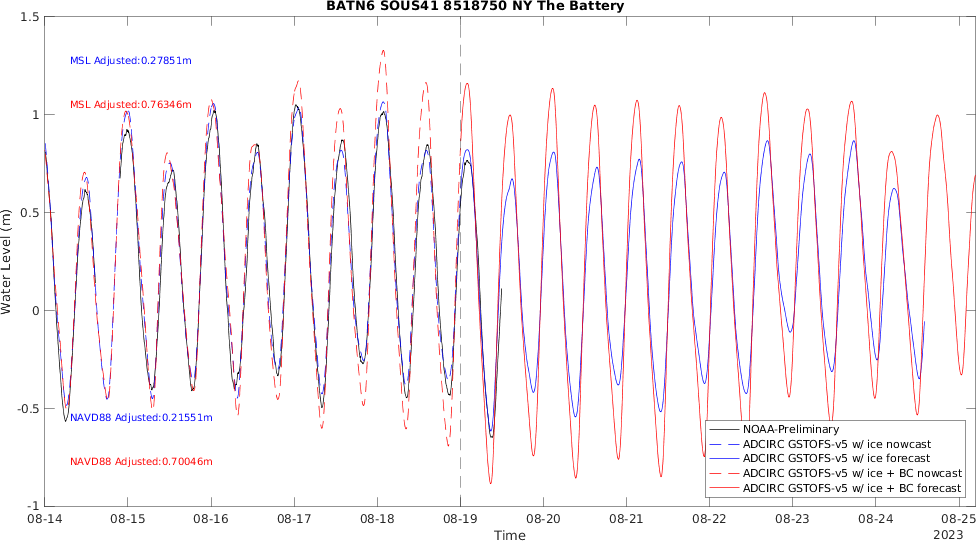 BATN6 SOUS41 8518750 NY The Battery
1.5
1
0.5
0
-0.5
-1
Water Level (m)
MSL Adjusted:0.27851m
MSL Adjusted:0.76346m
NAVD88 Adjusted:0.21551m
NAVD88 Adjusted:0.70046m
NOAA-Preliminary
ADCIRC GSTOFS-v5 w/ ice nowcast
ADCIRC GSTOFS-v5 w/ ice forecast
ADCIRC GSTOFS-v5 w/ ice + BC nowcast
ADCIRC GSTOFS-v5 w/ ice + BC forecast
08-14 08-15 08-16 08-17 08-18 08-19 08-20 08-21 08-22 08-23 08-24 08-25
Time
2023